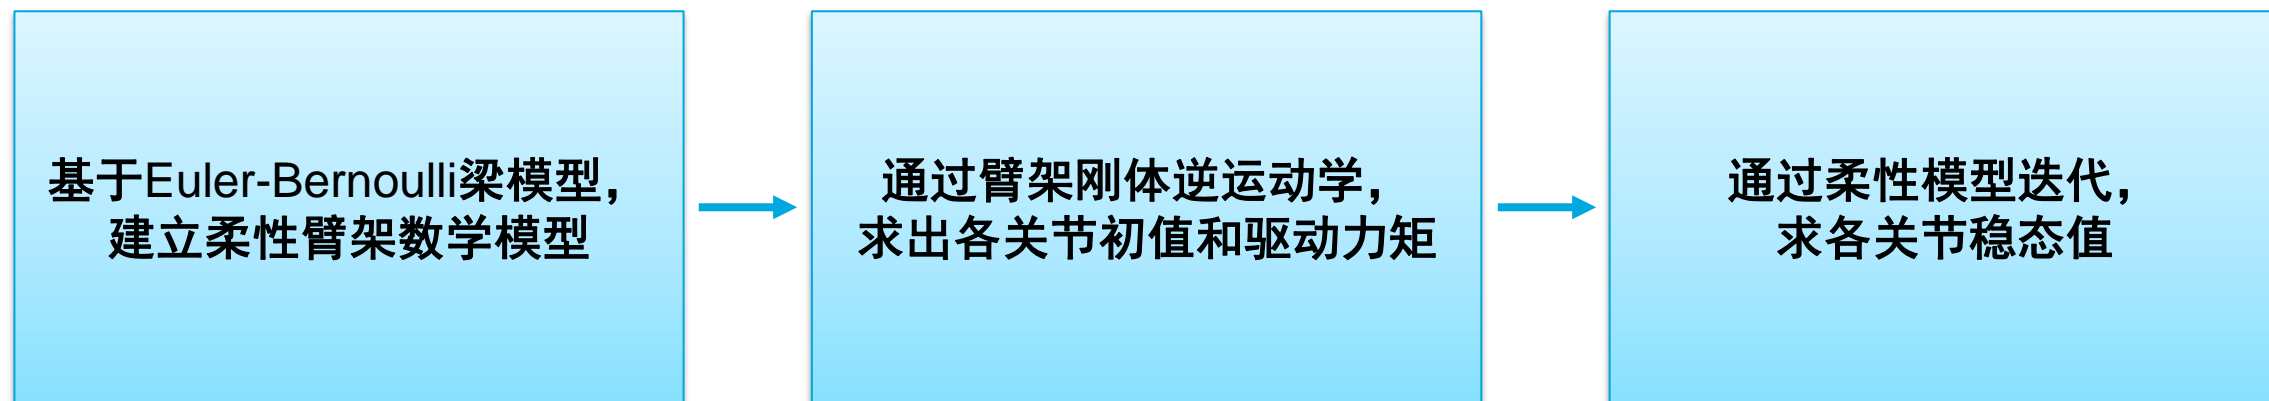 基于Euler-Bernoulli梁模型，
建立柔性臂架数学模型
通过臂架刚体逆运动学，
求出各关节初值和驱动力矩
通过柔性模型迭代，
求各关节稳态值